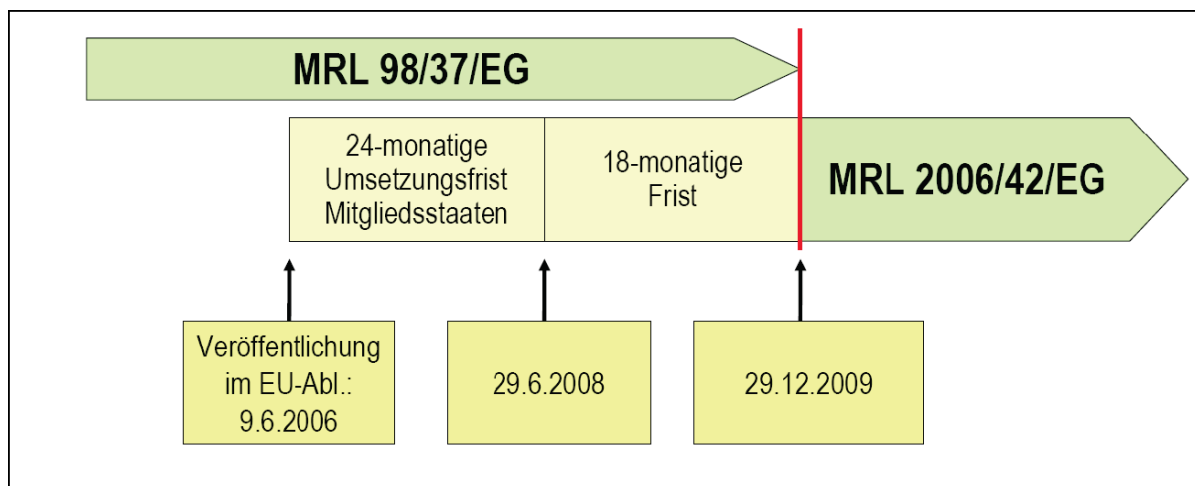 MRL 98/37/EG
24-monatige
Umsetzungsfrist
Mitgliedsstaaten
18-monatige
Frist
MRL 2006/42/EG
Veröffentlichung
im EU-Abl.:
9.6.2006
29.6.2008
29.12.2009